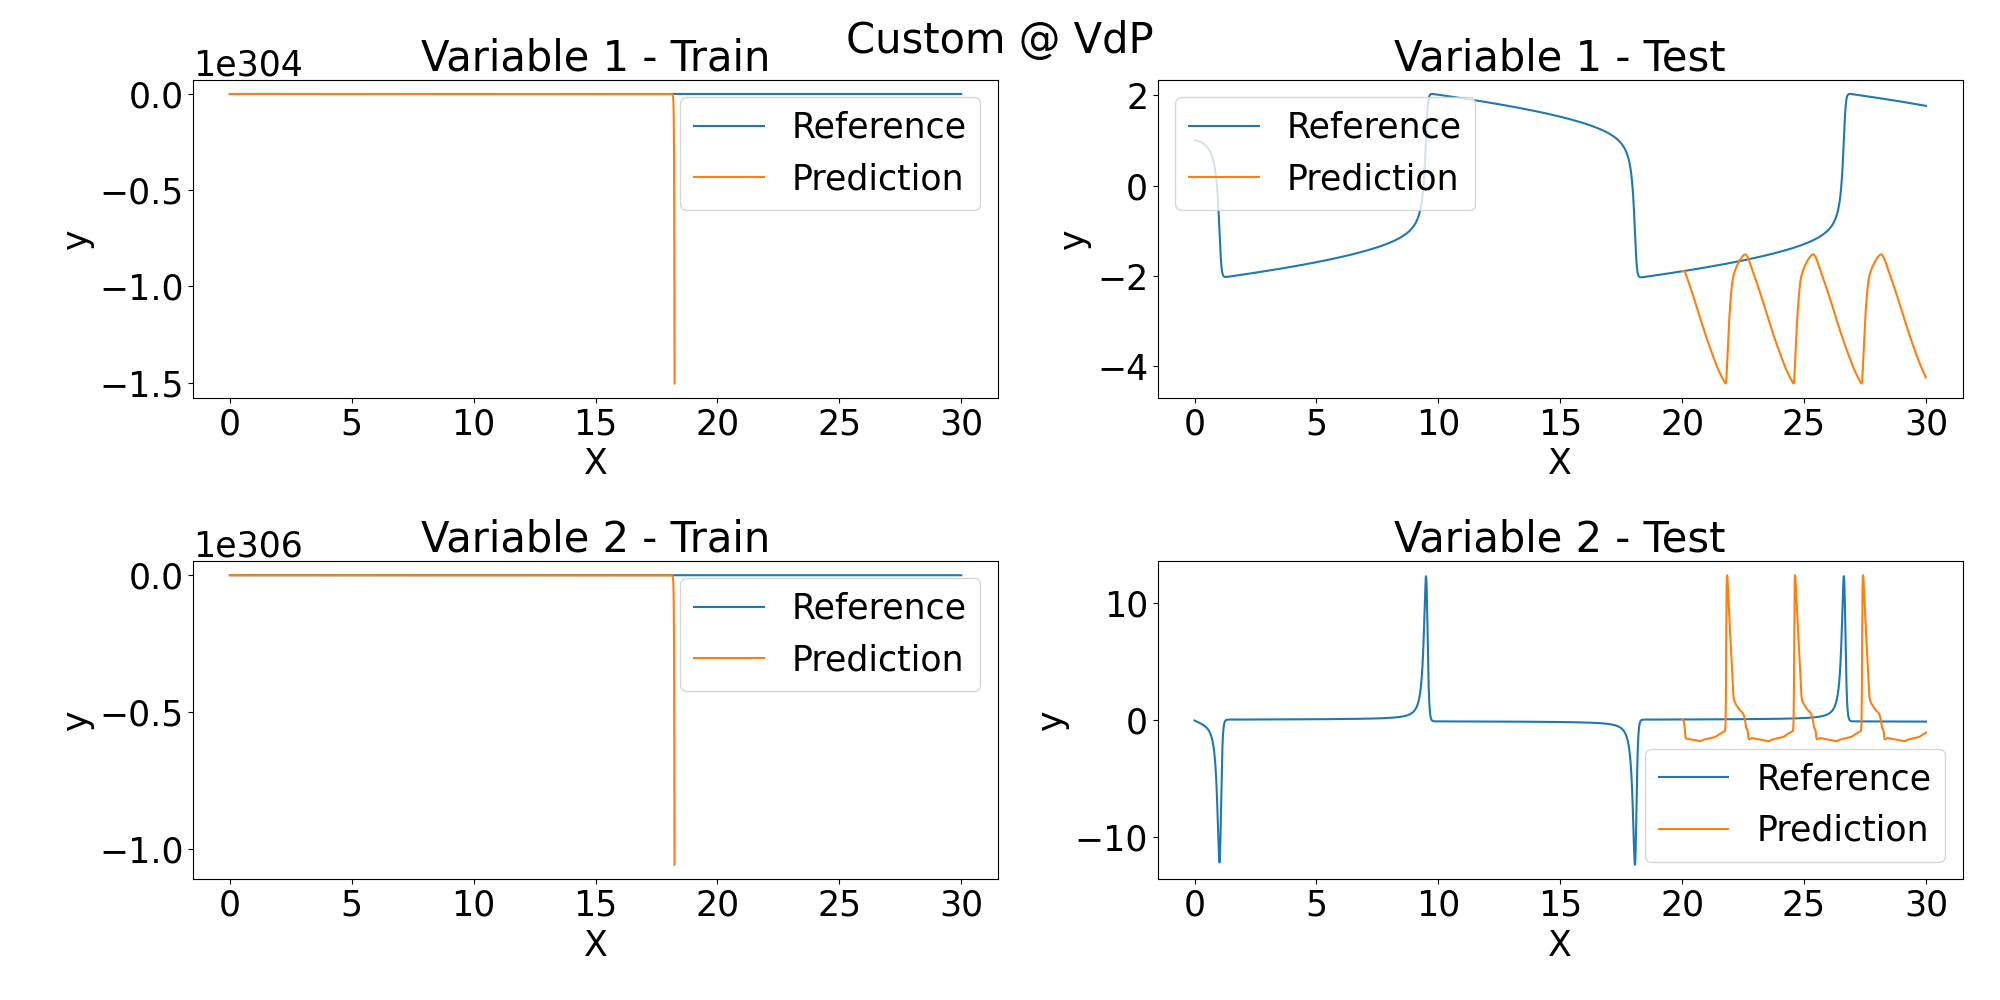 Custom @ VdP
Variable 1 - Train
1e304
0.0
−0.5
−1.0
−1.5
y
0 5 10 15 20 25 30
X
Reference
Prediction
Variable 1 - Test
2
0
−2
−4
y
0 5 10 15 20 25 30
X
Reference
Prediction
Variable 2 - Train
1e306
0.0
−0.5
−1.0
y
0 5 10 15 20 25 30
X
Reference
Prediction
Variable 2 - Test
10
0
−10
y
0 5 10 15 20 25 30
X
Reference
Prediction